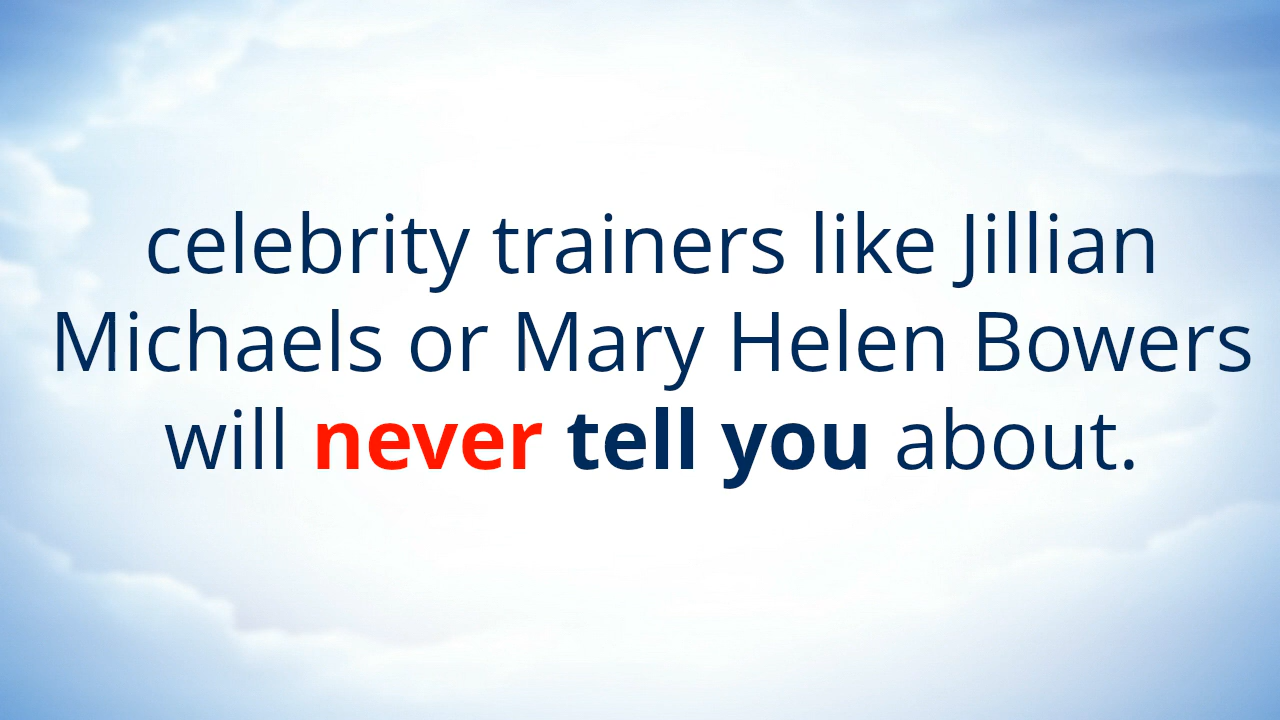 celebrity trainers like Jillian
Michaels or Mary Helen Bowers
will never tell you about.